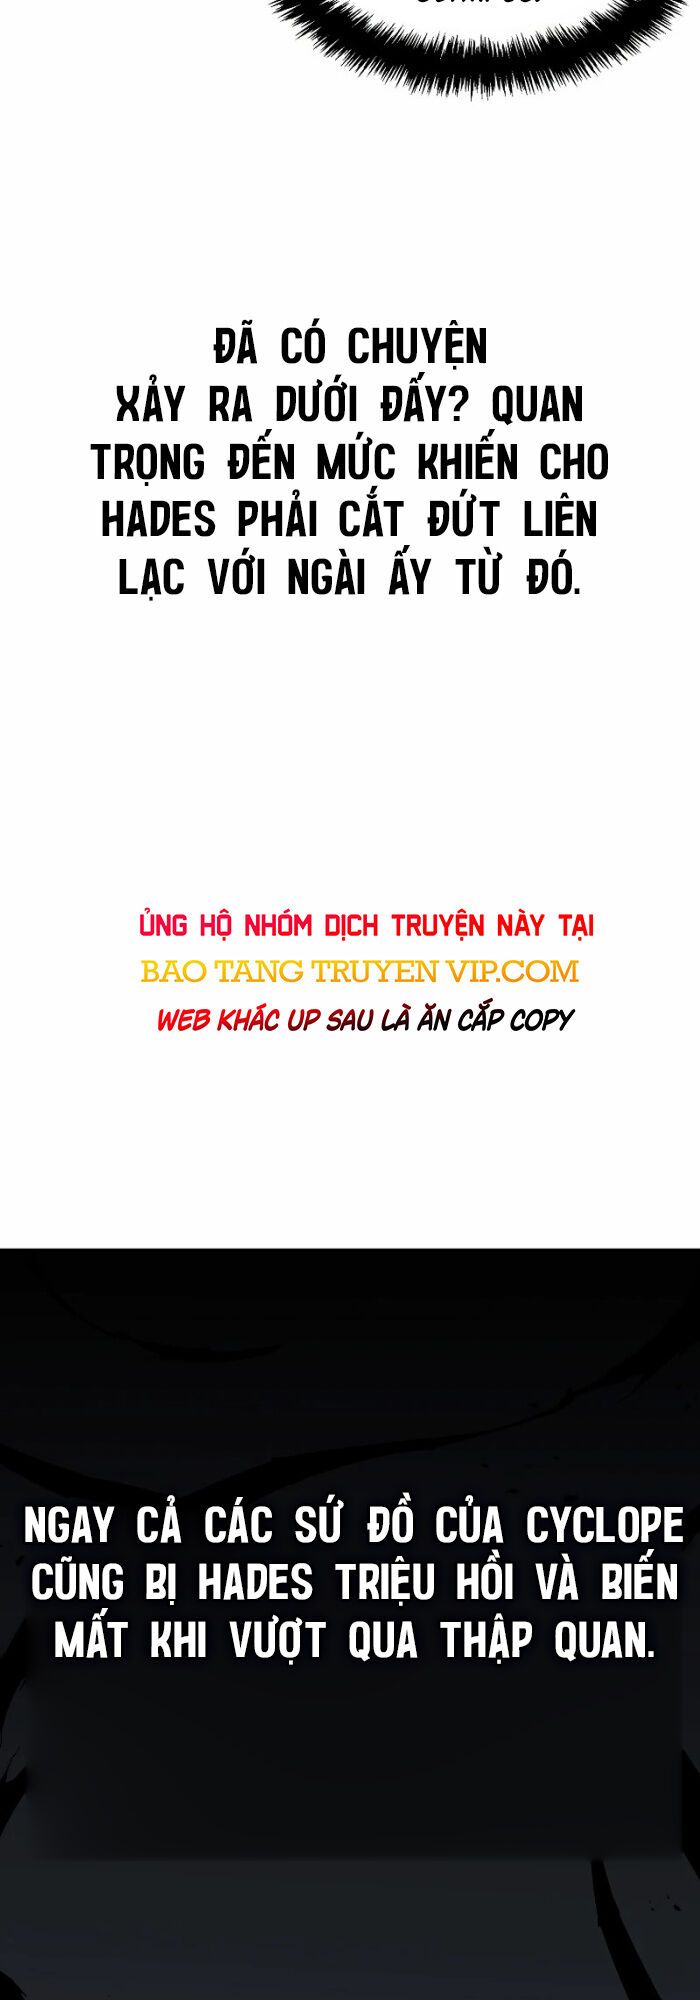 ĐÃ CÓ CHUYỆN
XẢY RA DƯỚI ĐẤY? QUAN
TRỌNG ĐẾN MỨC KHIẾN CHO
HADES PHẢI CẮT ĐỨT LIÊN
LẠC VỚI NGÀI ẤY TỪ ĐÓ.
ỦNG HỘ NHÓM DỊCH TRUYỆN NÀY TẠI
BAO TANG TRUYEN VIP.COM
WEB KHÁC UP SAU LÀ ĂN CẮP COPY
NGAY CẢ CÁC SỨ ĐỒ CỦA CYCLOPE
CŨNG BỊ HADES TRIỆU HỒI VÀ BIẾN
MẤT KHI VƯỢT QUA THẬP QUAN.